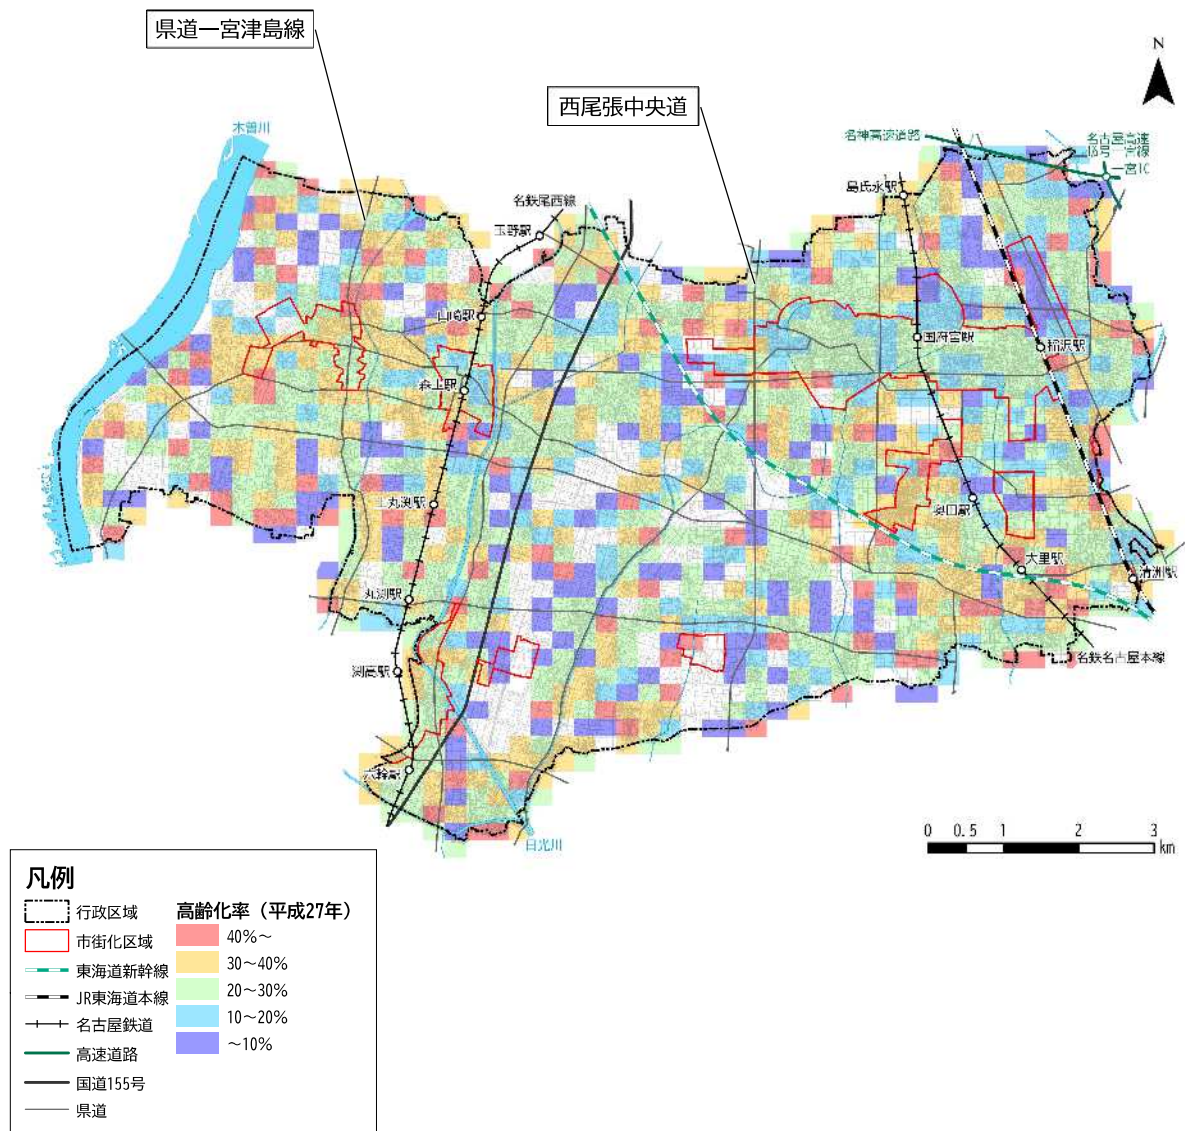 県道一宮津島線
西尾張中央道
N
木曽川
名神高速道路
名古屋高速
16号一宮線
一宮IC
島氏永駅
名鉄尾西線
玉野駅
山崎駅
国府宮駅
稲沢駅
森上駅
上丸渕駅
奥田駅
大里駅
清洲駅
丸渕駅
渕高駅
名鉄名古屋本線
六輪駅
日光川
0 0.5 1 2 3
km
凡例
行政区域
市街化区域
東海道新幹線
JR東海道本線
名古屋鉄道
高速道路
国道155号
県道
高齢化率（平成27年）
40%～
30～40%
20～30%
10～20%
～10%